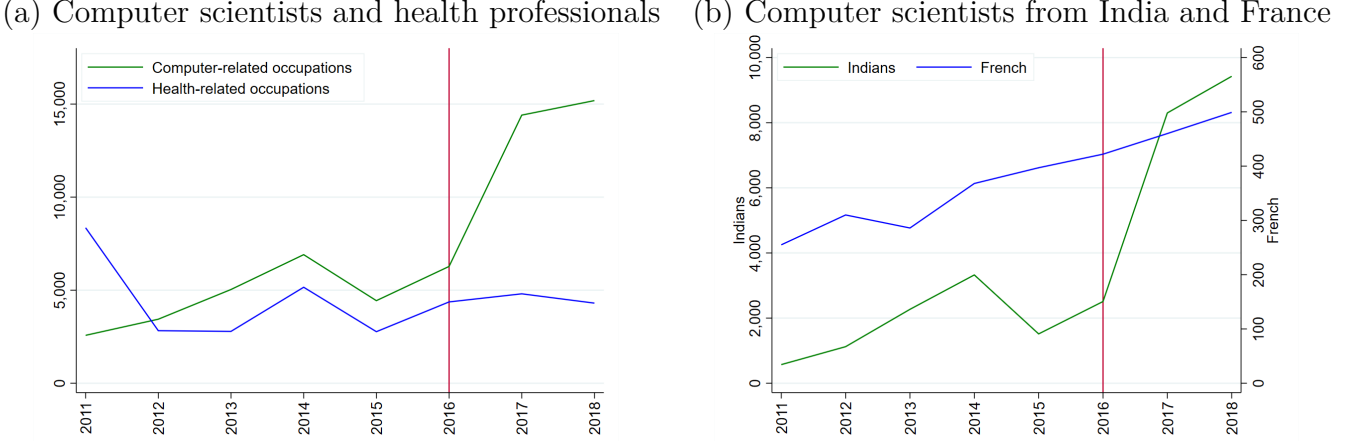 (a) Computer scientists and health professionals
Computer-related occupations
Health-related occupations
15,000
10,000
5,000
0
2011 2012 2013 2014 2015 2016 2017 2018
(b) Computer scientists from India and France
Indians French
10,000
8,000
6,000
4,000
2,000
0
Indians
600
500
400
300
200
100
0
French
2011 2012 2013 2014 2015 2016 2017 2018